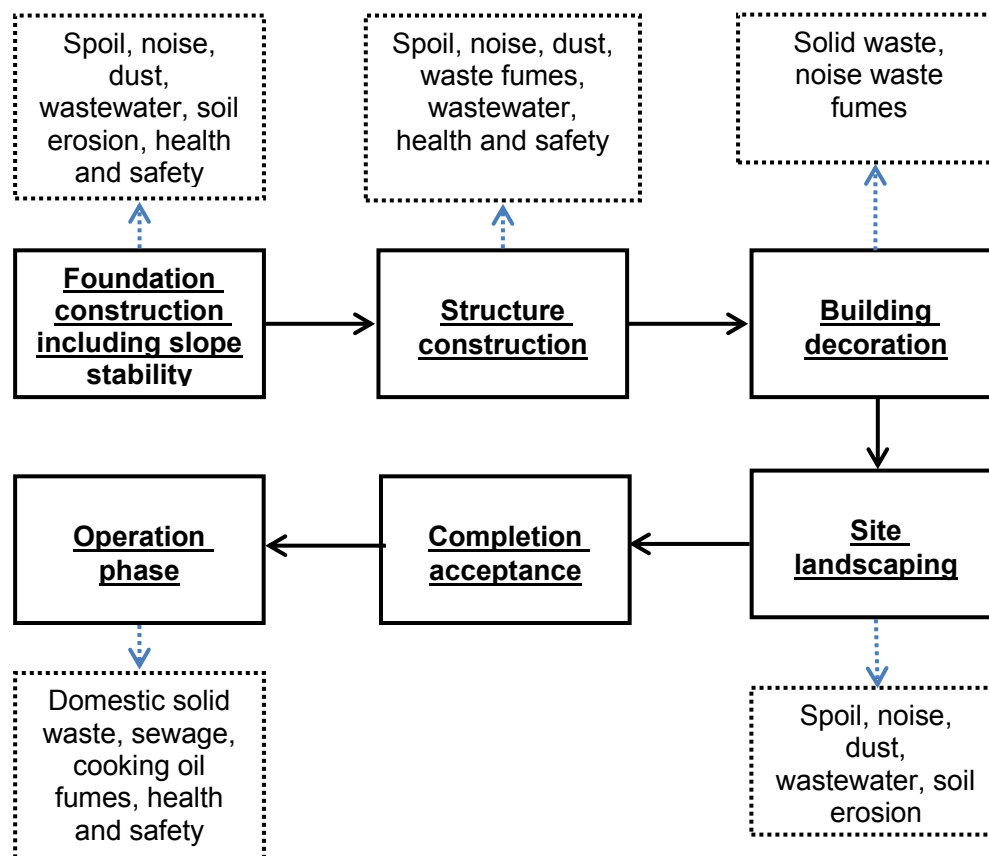 Spoil, noise,
dust,
wastewater, soil
erosion, health
and safety
Spoil, noise, dust,
waste fumes,
wastewater,
health and safety
Solid waste,
noise waste
fumes
Foundation
construction
including slope
stability
Structure
construction
Building
decoration
Operation
phase
Completion
acceptance
Site
landscaping
Domestic solid
waste, sewage,
cooking oil
fumes, health
and safety
Spoil, noise,
dust,
wastewater, soil
erosion